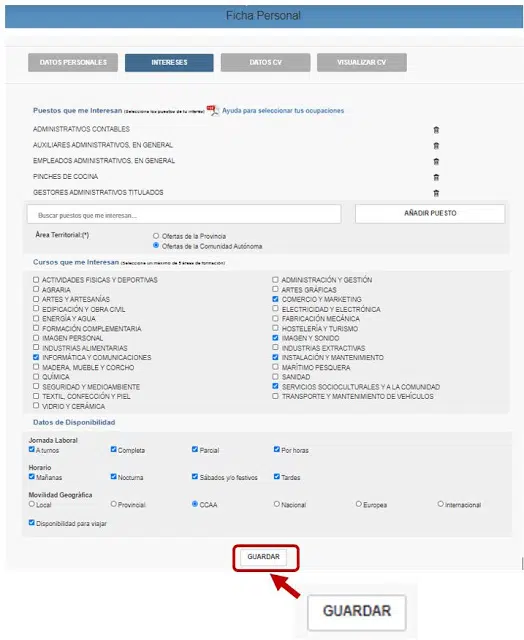 Ficha Personal
DATOS PERSONALES INTERESES DATOS CV VISUALIZAR CV
Puestos que me Interesan (Seleccione los puestos de tu interés) Ayuda para seleccionar tus ocupaciones
ADMINISTRATIVOS CONTABLES
AUXILIARES ADMINISTRATIVOS, EN GENERAL
EMPLEADOS ADMINISTRATIVOS, EN GENERAL
PINCHES DE COCINA
GESTORES ADMINISTRATIVOS TITULADOS
Buscar puestos que me interesan... AÑADIR PUESTO
Área Territorial:(*) Ofertas de la Provincia
Ofertas de la Comunidad Autónoma
Cursos que me Interesan (Seleccione un máximo de 5 áreas de formación)
ACTIVIDADES FISICAS Y DEPORTIVAS ADMINISTRACIÓN Y GESTIÓN
AGRARIA ARTES GRÁFICAS
ARTES Y ARTESANÍAS COMERCIO Y MARKETING
EDIFICACIÓN Y OBRA CIVIL ELECTRICIDAD Y ELECTRÓNICA
ENERGÍA Y AGUA FABRICACIÓN MECÁNICA
FORMACIÓN COMPLEMENTARIA HOSTELERÍA Y TURISMO
IMAGEN PERSONAL IMAGEN Y SONIDO
INDUSTRIAS ALIMENTARIAS INDUSTRIAS EXTRACTIVAS
INFORMÁTICA Y COMUNICACIONES INSTALACIÓN Y MANTENIMIENTO
MADERA, MUEBLE Y CORCHO MARÍTIMO PESQUERA
QUÍMICA SANIDAD
SEGURIDAD Y MEDIOAMBIENTE SERVICIOS SOCIOCULTURALES Y A LA COMUNIDAD
TEXTIL, CONFECCIÓN Y PIEL TRANSPORTE Y MANTENIMIENTO DE VEHÍCULOS
VIDRIO Y CERÁMICA
Datos de Disponibilidad
Jornada Laboral
A turnos Completa Parcial Por horas
Horario
Mañanas Nocturna Sábados y/o festivos Tardes
Movilidad Geográfica
Local Provincial CCAA Nacional Europea Internacional
Disponibilidad para viajar
GUARDAR
GUARDAR